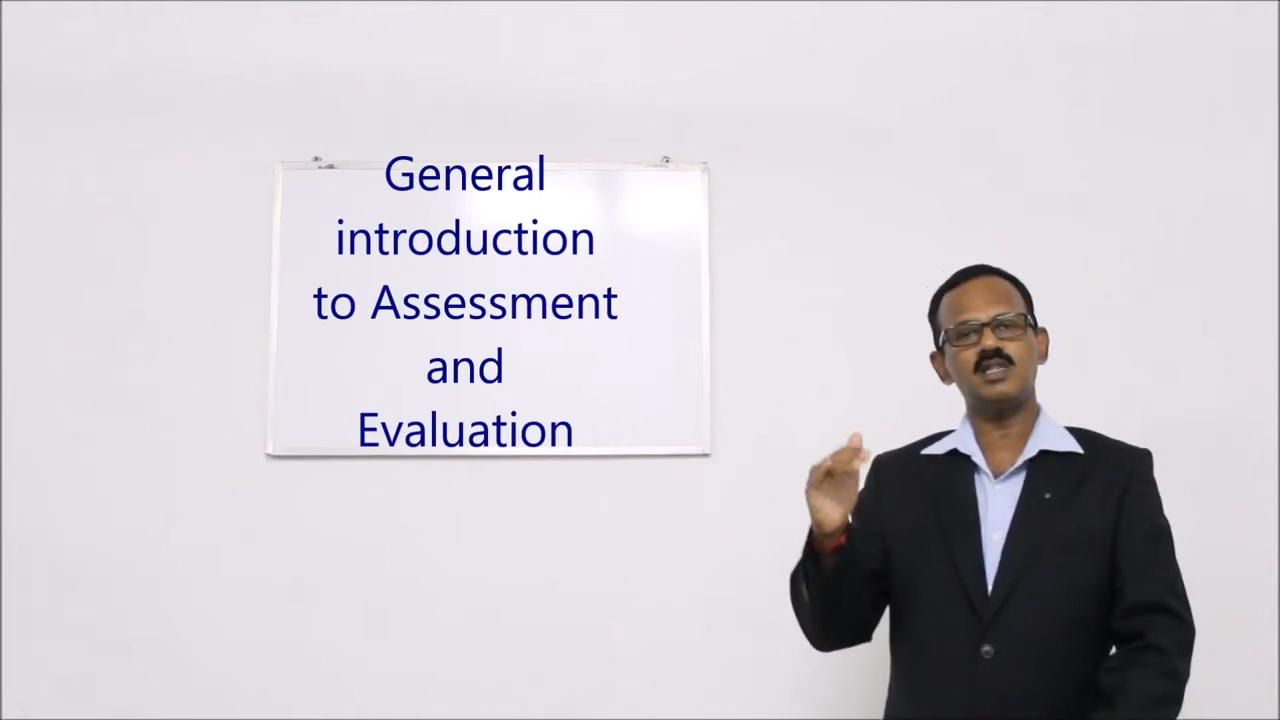 General
introduction
to Assessment
and
Evaluation